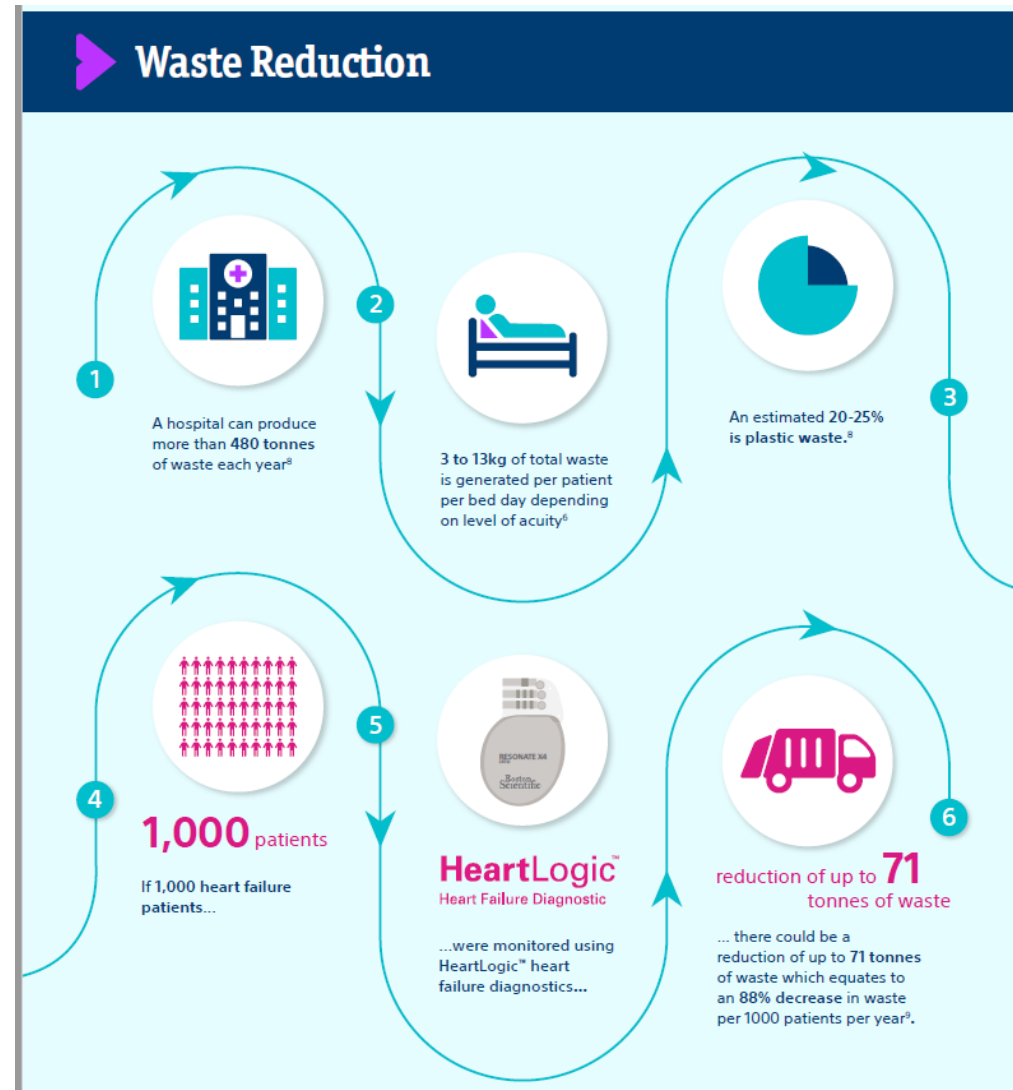 Waste Reduction
1
A hospital can produce
more than 480 tonnes
of waste each year⁸
2
3 to 13kg of total waste
is generated per patient
per bed day depending
on level of acuity⁶
An estimated 20-25%
is plastic waste.⁸
3
4
1,000 patients
If 1,000 heart failure
patients...
5
RESONATE X4
Boston
Scientific
HeartLogic™
Heart Failure Diagnostic
...were monitored using
HeartLogic™ heart
failure diagnostics...
6
reduction of up to 71
tonnes of waste
... there could be a
reduction of up to 71 tonnes
of waste which equates to
an 88% decrease in waste
per 1000 patients per year⁹.